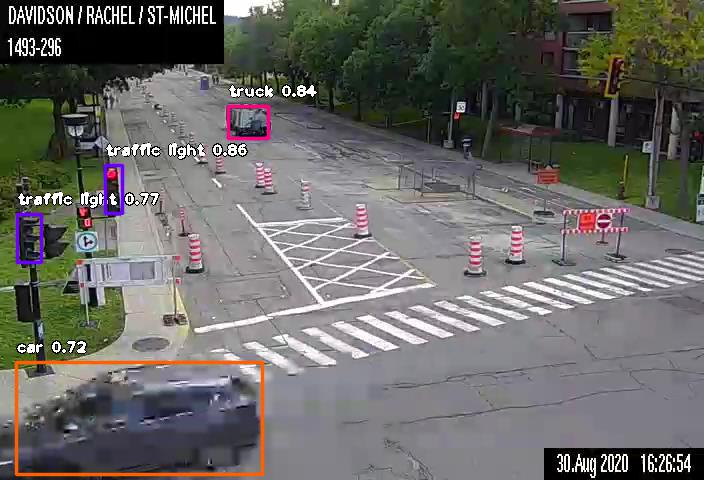 DAVIDSON / RACHEL / ST-MICHEL
1493-296
truck 0.84
traffic light 0.86
traffic light 0.77
car 0.72
30.Aug 2020 16:26:54